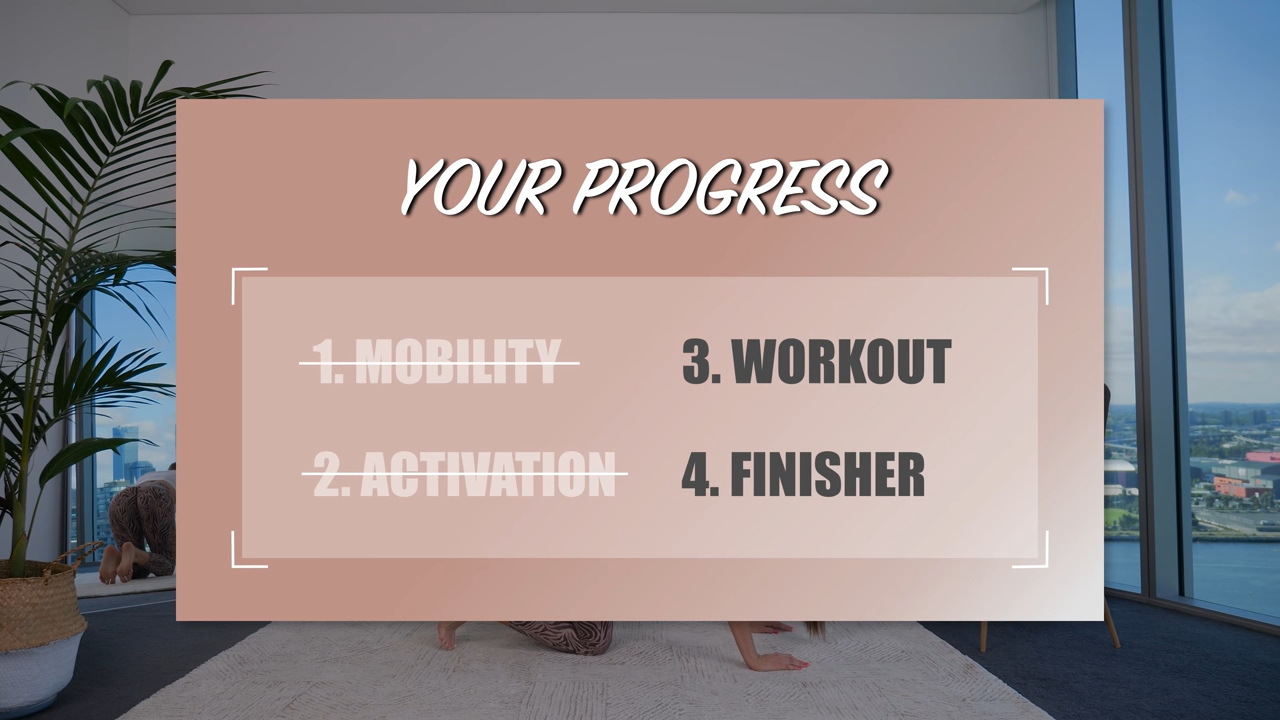 YOUR PROGRESS
1. MOBILITY
2. ACTIVATION
3. WORKOUT
4. FINISHER